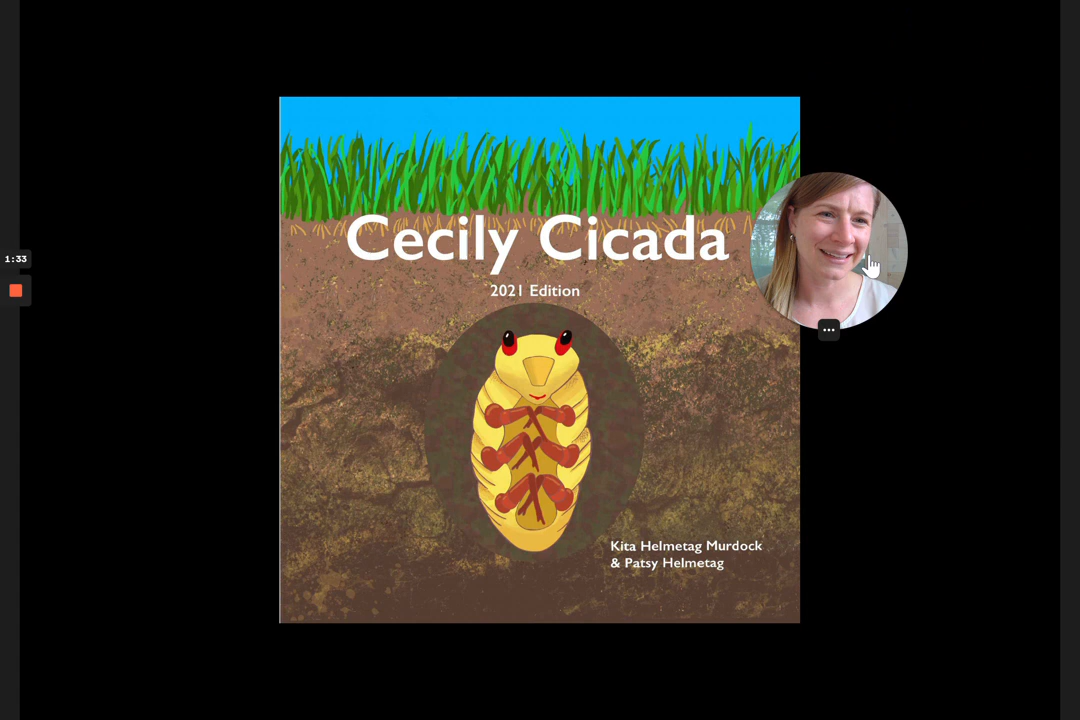 Cecily Cicada
2021 Edition
1:33
Kita Helmetag Murdock
& Patsy Helmetag